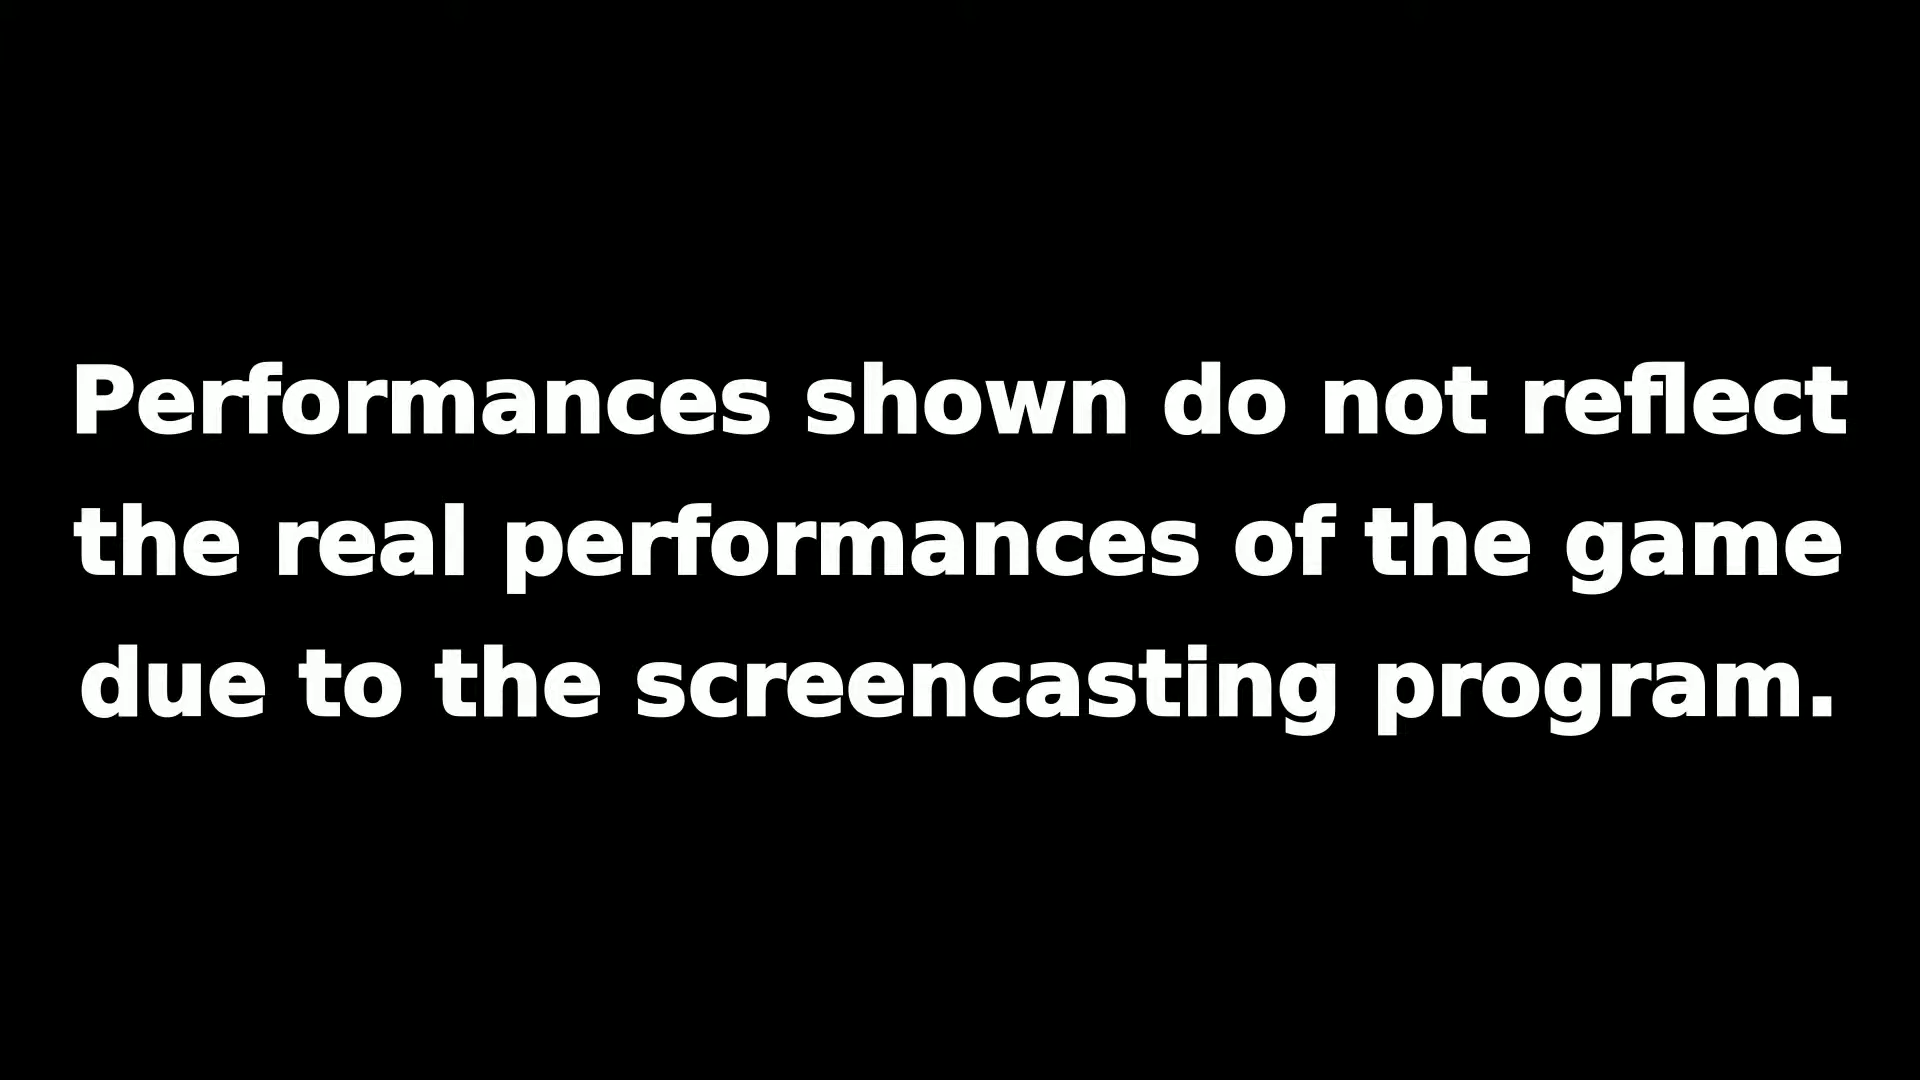 Performances shown do not reflect
the real performances of the game
due to the screencasting program.